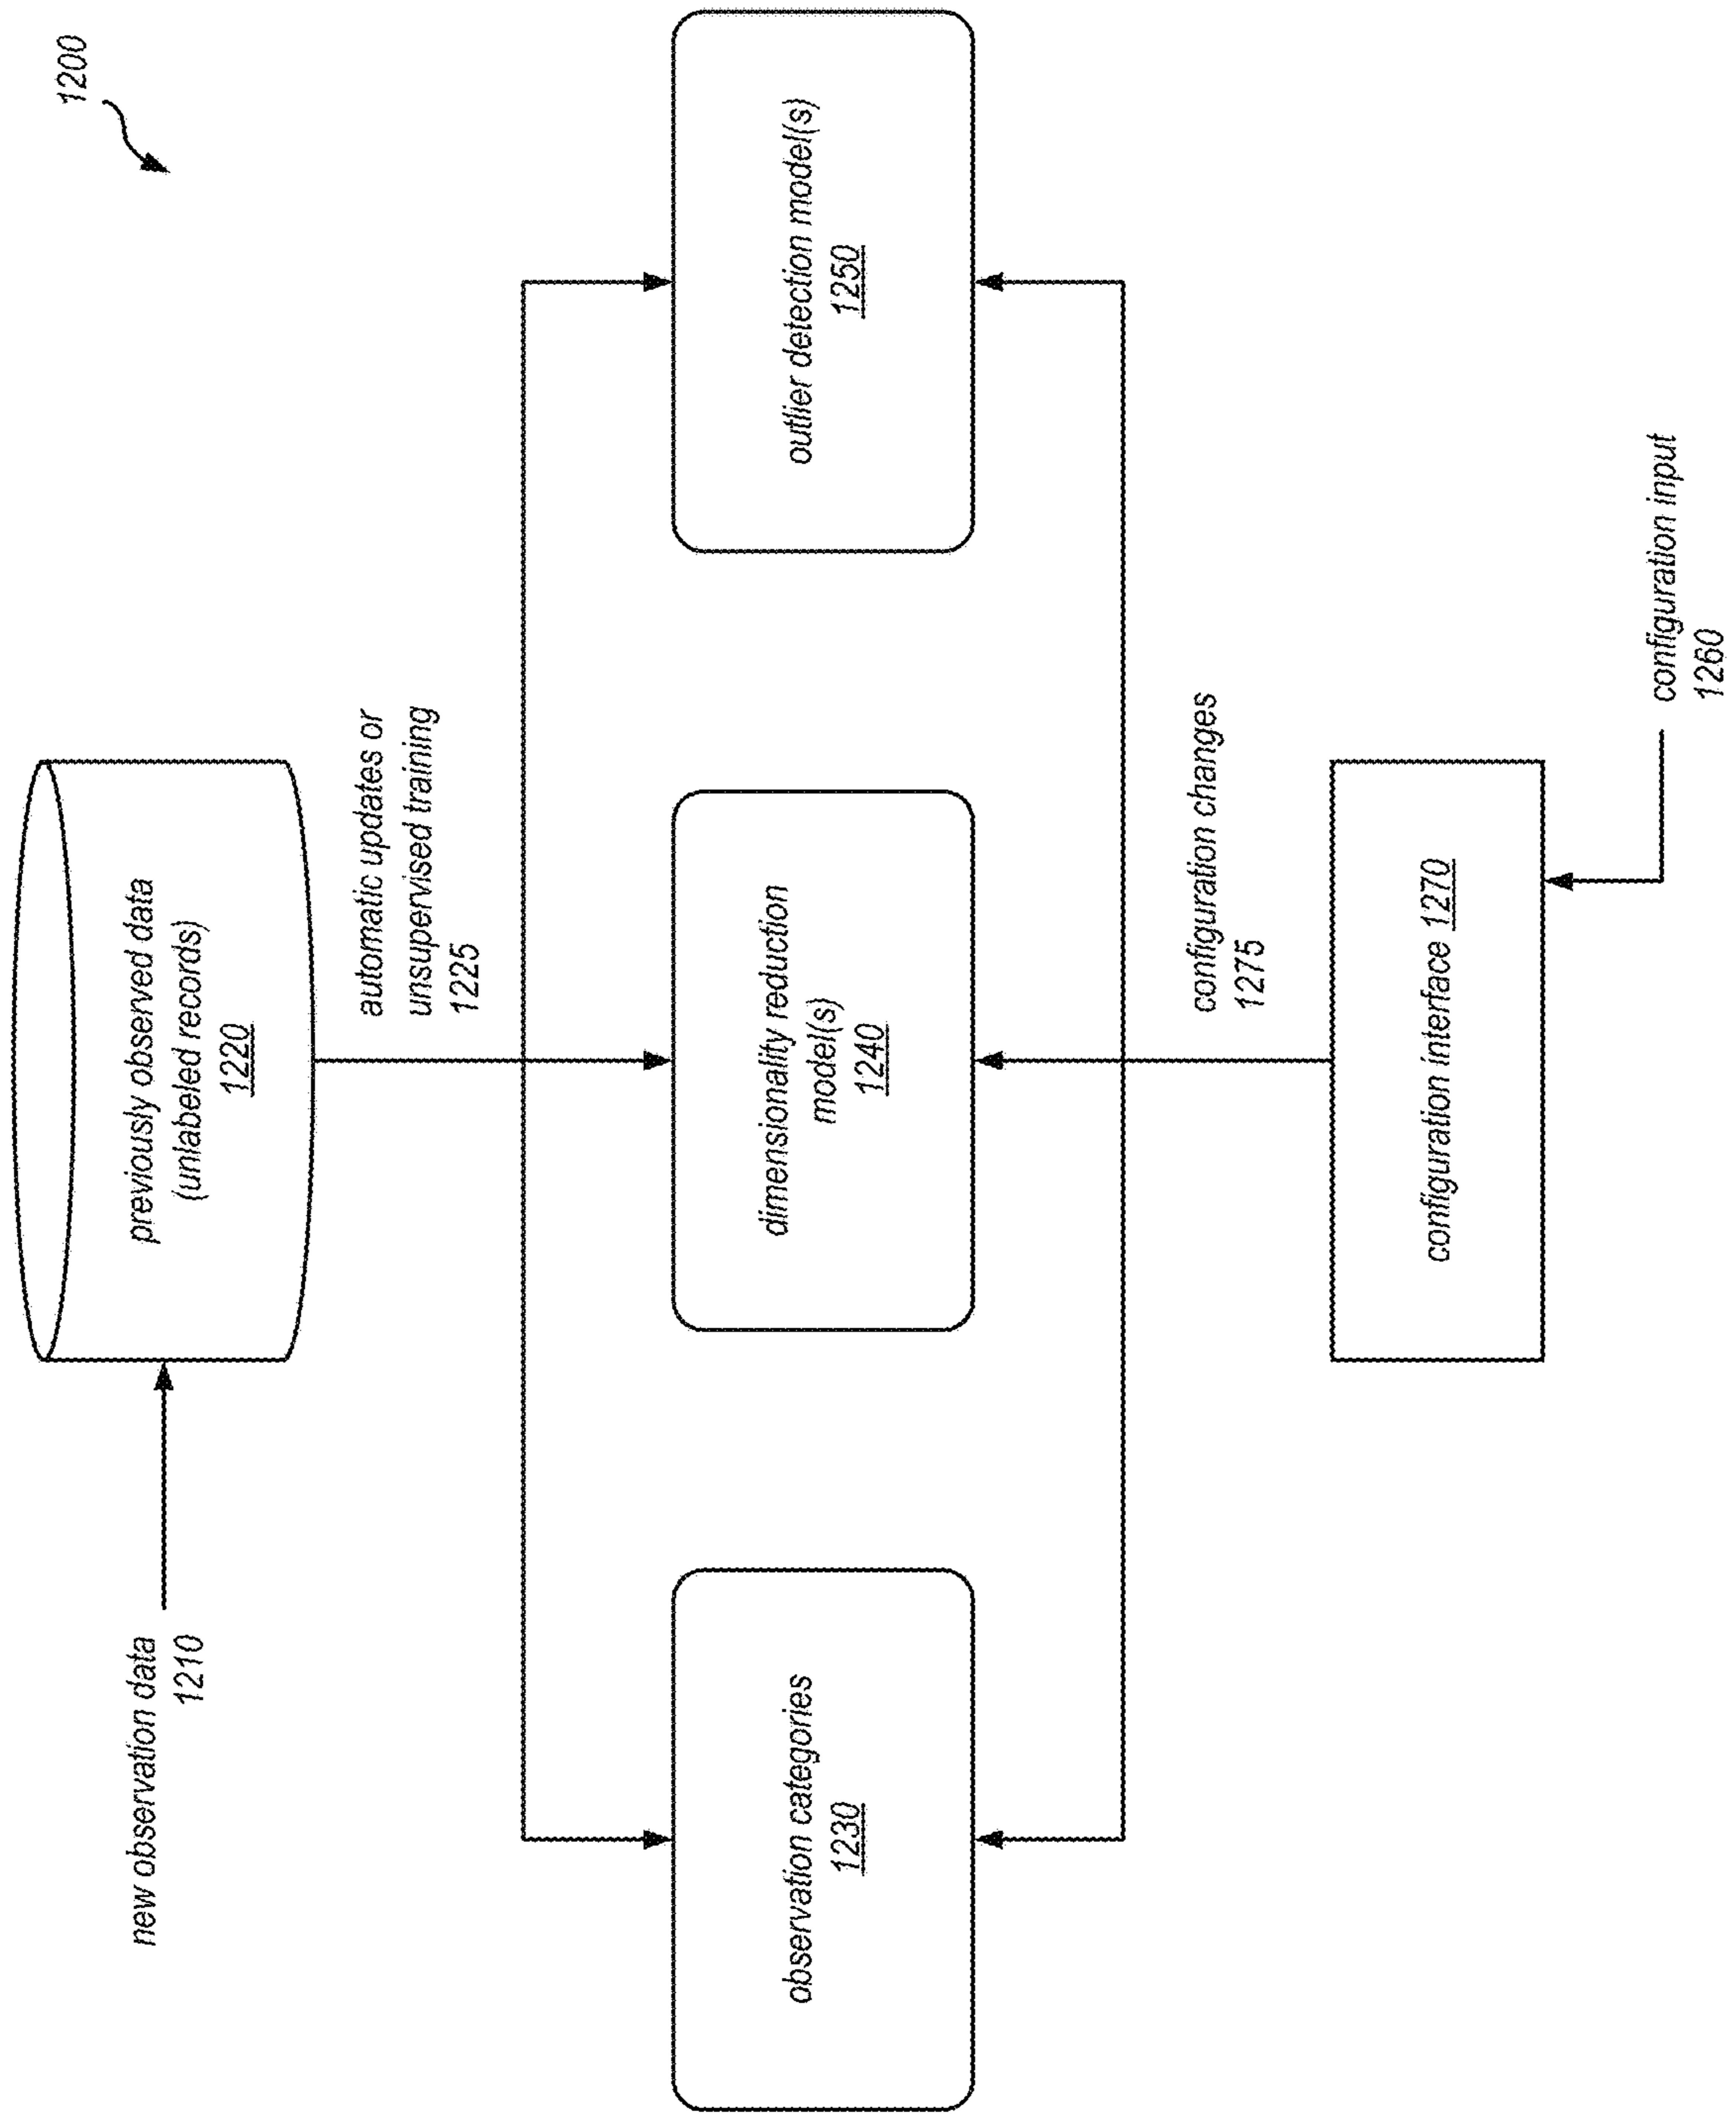 1200
new observation data
1210
previously observed data
(unlabeled records)
1220
automatic updates or
unsupervised training
1225
observation categories
1230
dimensionality reduction
model(s)
1240
outlier detection model(s)
1250
configuration changes
1275
configuration interface 1270
configuration input
1260